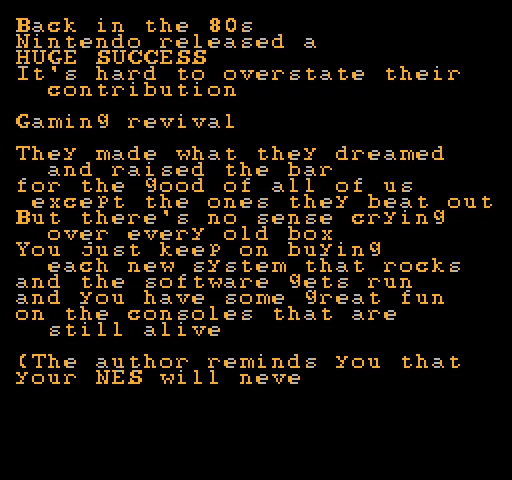 Back in the 80s
Nintendo released a
HUGE SUCCESS
It's hard to overstate their
contribution
Gaming revival
They made what they dreamed
and raised the bar
for the good of all of us
except the ones they beat out
But there's no sense crying
over every old box
You just keep on buying
each new system that rocks
and the software gets run
and you have some great fun
on the consoles that are
still alive
(The author reminds you that
your NES will neve